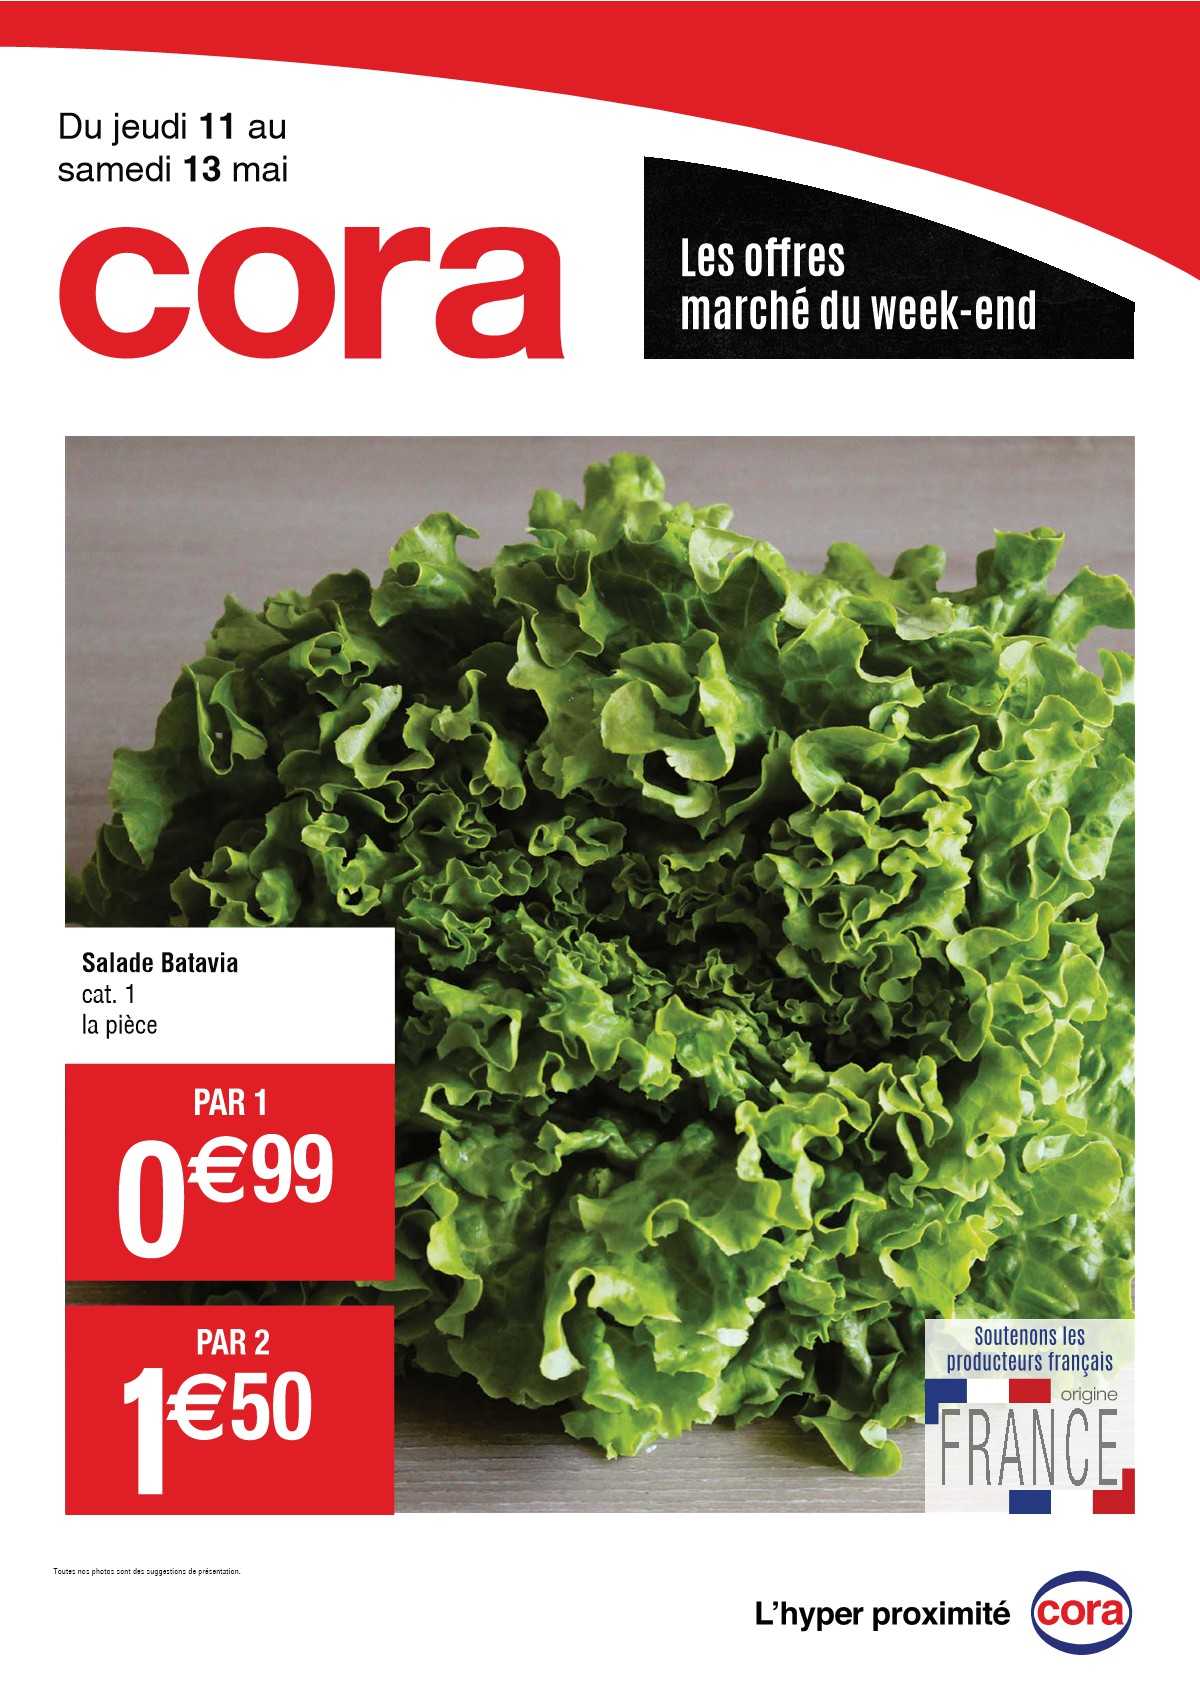 Du jeudi 11 au
samedi 13 mai
cora
Les offres
marché du week-end
Salade Batavia
cat. 1
la pièce
PAR 1
0€99
PAR 2
1€50
Soutenons les
producteurs français
origine
FRANCE
Toutes nos photos sont des suggestions de présentation.
L'hyper proximité
cora